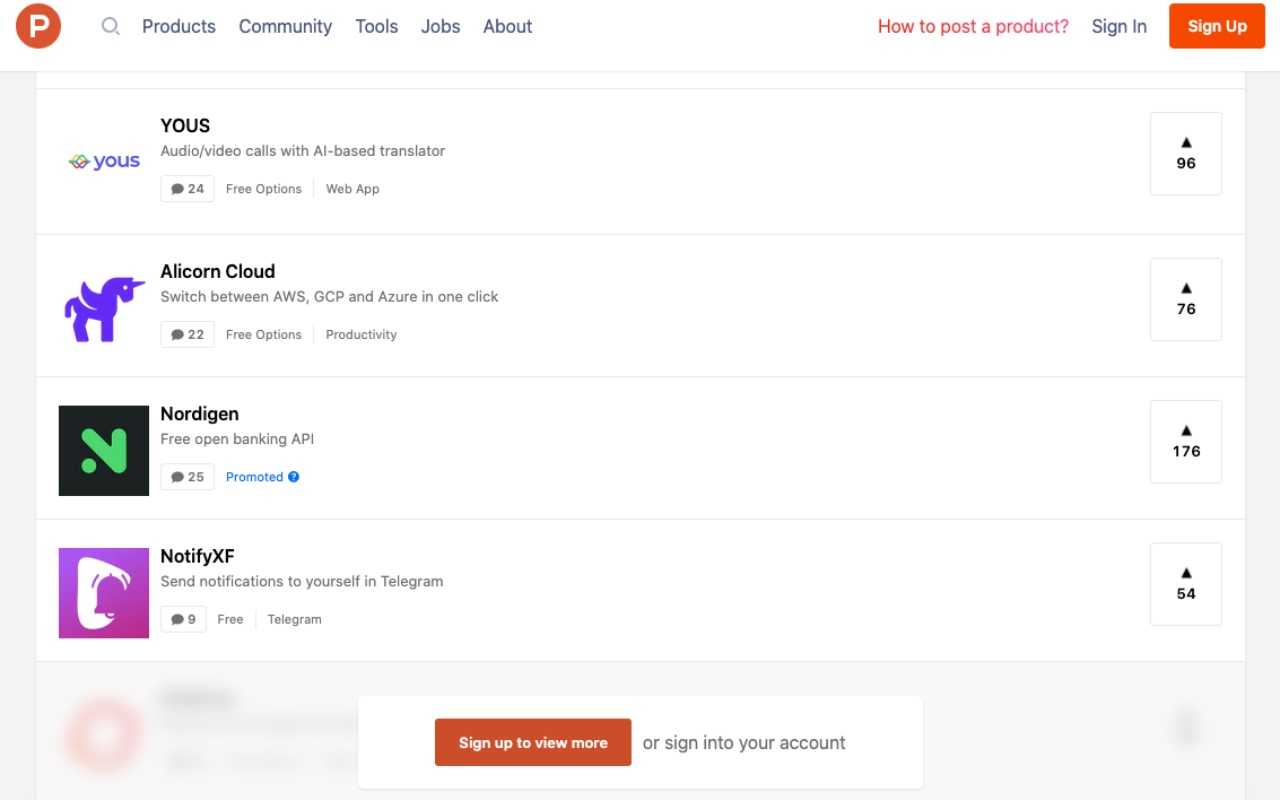 P
Products Community Tools Jobs About How to post a product? Sign In Sign Up
yous
YOUS
Audio/video calls with AI-based translator
24 Free Options Web App
96
Alicorn Cloud
Switch between AWS, GCP and Azure in one click
22 Free Options Productivity
76
Nordigen
Free open banking API
25 Promoted ?
176
NotifyXF
Send notifications to yourself in Telegram
9 Free Telegram
54
Sign up to view more or sign into your account